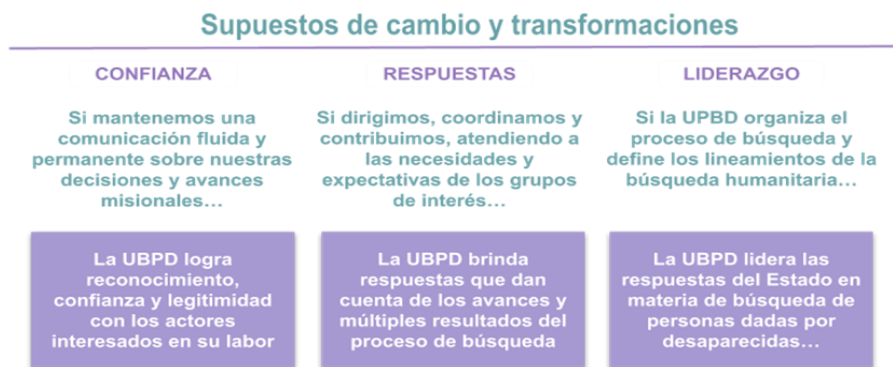 Supuestos de cambio y transformaciones
CONFIANZA
Si mantenemos una
comunicación fluida y
permanente sobre nuestras
decisiones y avances
misionales…
La UBPD logra
reconocimiento,
confianza y legitimidad
con los actores
interesados en su labor
RESPUESTAS
Si dirigimos, coordinamos y
contribuimos, atendiendo a
las necesidades y
expectativas de los grupos
de interés…
La UBPD brinda
respuestas que dan
cuenta de los avances y
múltiples resultados del
proceso de búsqueda
LIDERAZGO
Si la UPBD organiza el
proceso de búsqueda y
define los lineamientos de la
búsqueda humanitaria…
La UBPD lidera las
respuestas del Estado en
materia de búsqueda de
personas dadas por
desaparecidas…